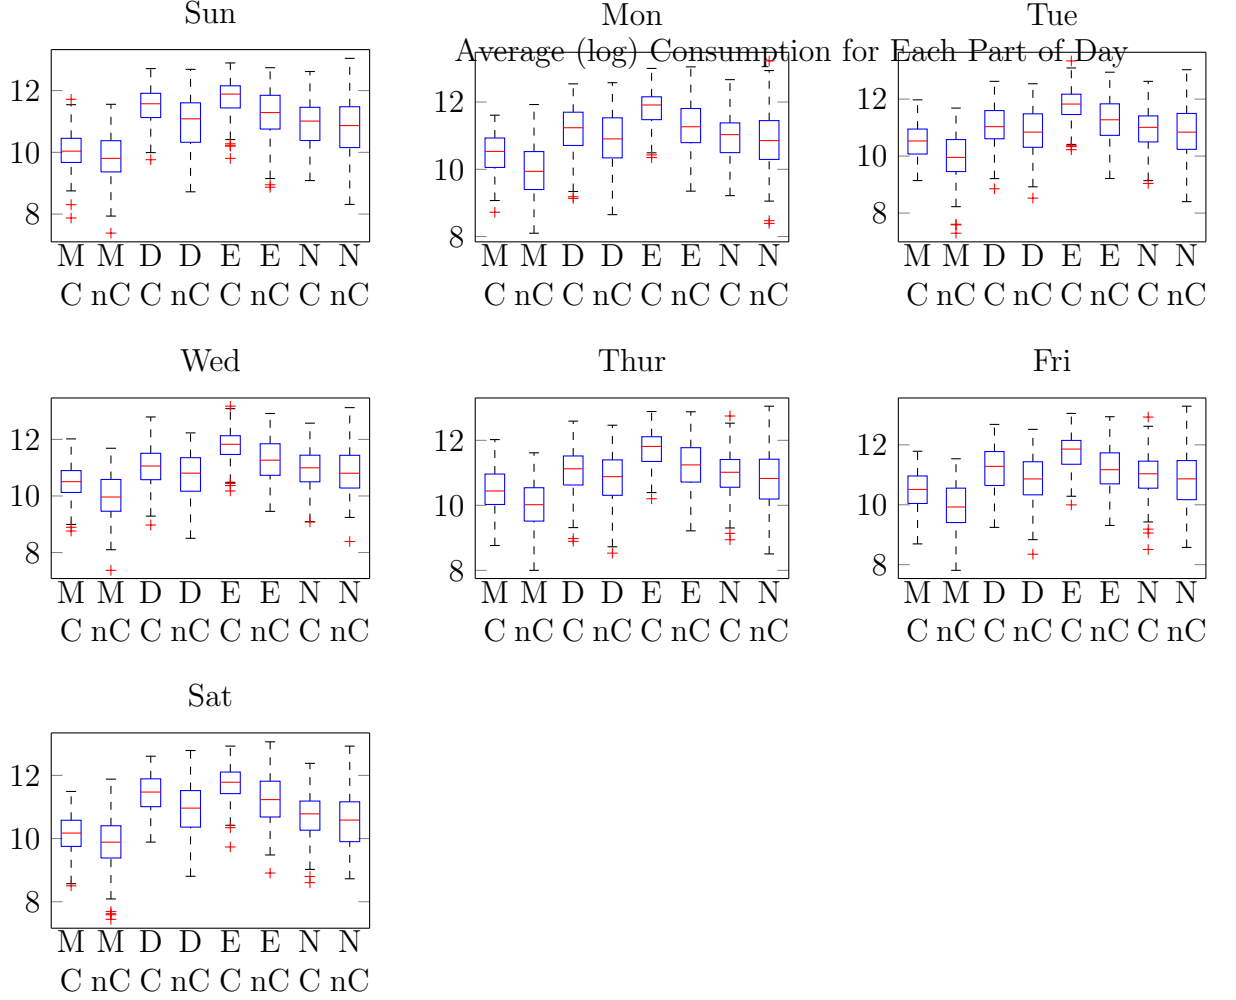 Sun Mon Tue
Average (log) Consumption for Each Part of Day
12
10
8
M M D D E E N N
C nC C nC C nC C nC
12
10
8
M M D D E E N N
C nC C nC C nC C nC
12
10
8
M M D D E E N N
C nC C nC C nC C nC
Wed
12
10
8
M M D D E E N N
C nC C nC C nC C nC
Thur
12
10
8
M M D D E E N N
C nC C nC C nC C nC
Fri
12
10
8
M M D D E E N N
C nC C nC C nC C nC
Sat
12
10
8
M M D D E E N N
C nC C nC C nC C nC